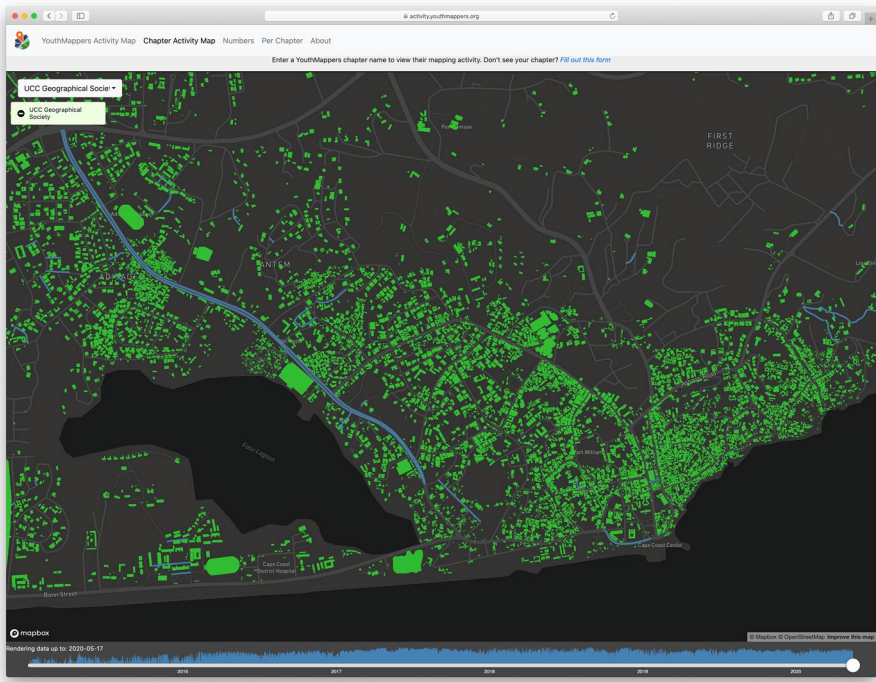 activity.youthmappers.org
YouthMappers Activity Map Chapter Activity Map Numbers Per Chapter About
Enter a YouthMappers chapter name to view their mapping activity. Don't see your chapter? Fill out this form
UCC Geographical Societ
UCC Geographical
Society
FIRST
RIDGE
ANTEM
Fosu Lagoon
Fort William
Cape Coast Castle
Cape Coast
District Hospital
Bonn Street
mapbox
© Mapbox © OpenStreetMap Improve this map
Rendering data up to: 2020-05-17
2016 2017 2018 2019 2020